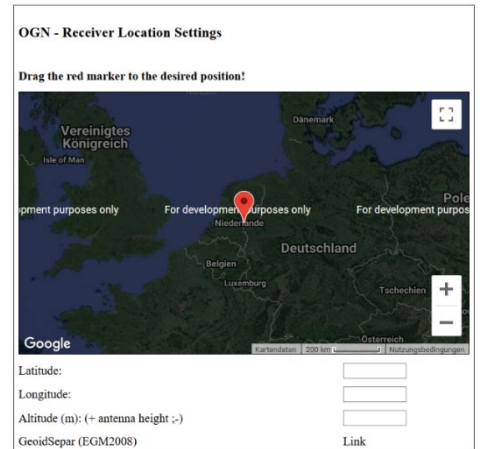 OGN - Receiver Location Settings
Drag the red marker to the desired position!
Dänemark
Vereinigtes
Königreich
Isle of Man
opment purposes only
For development purposes only
For development purpos
Pole
Niederlande
Deutschland
Belgien
Luxemburg
Tschechien
Österreich
Google
Kartendaten
200 km
Nutzungsbedingungen
Latitude:
Longitude:
Altitude (m): (+ antenna height ;-)
GeoidSepar (EGM2008)
Link